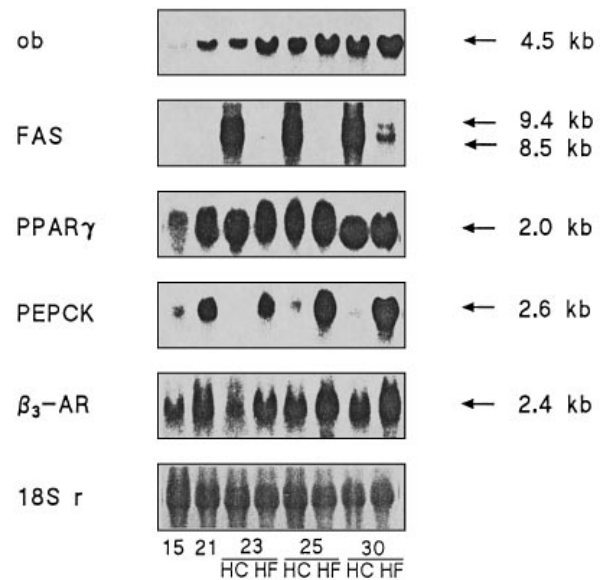 ob ← 4.5 kb
FAS ← 9.4 kb
← 8.5 kb
PPARγ ← 2.0 kb
PEPCK ← 2.6 kb
β₃-AR ← 2.4 kb
18S r
15 21 23 25 30
HC HF HC HF HC HF